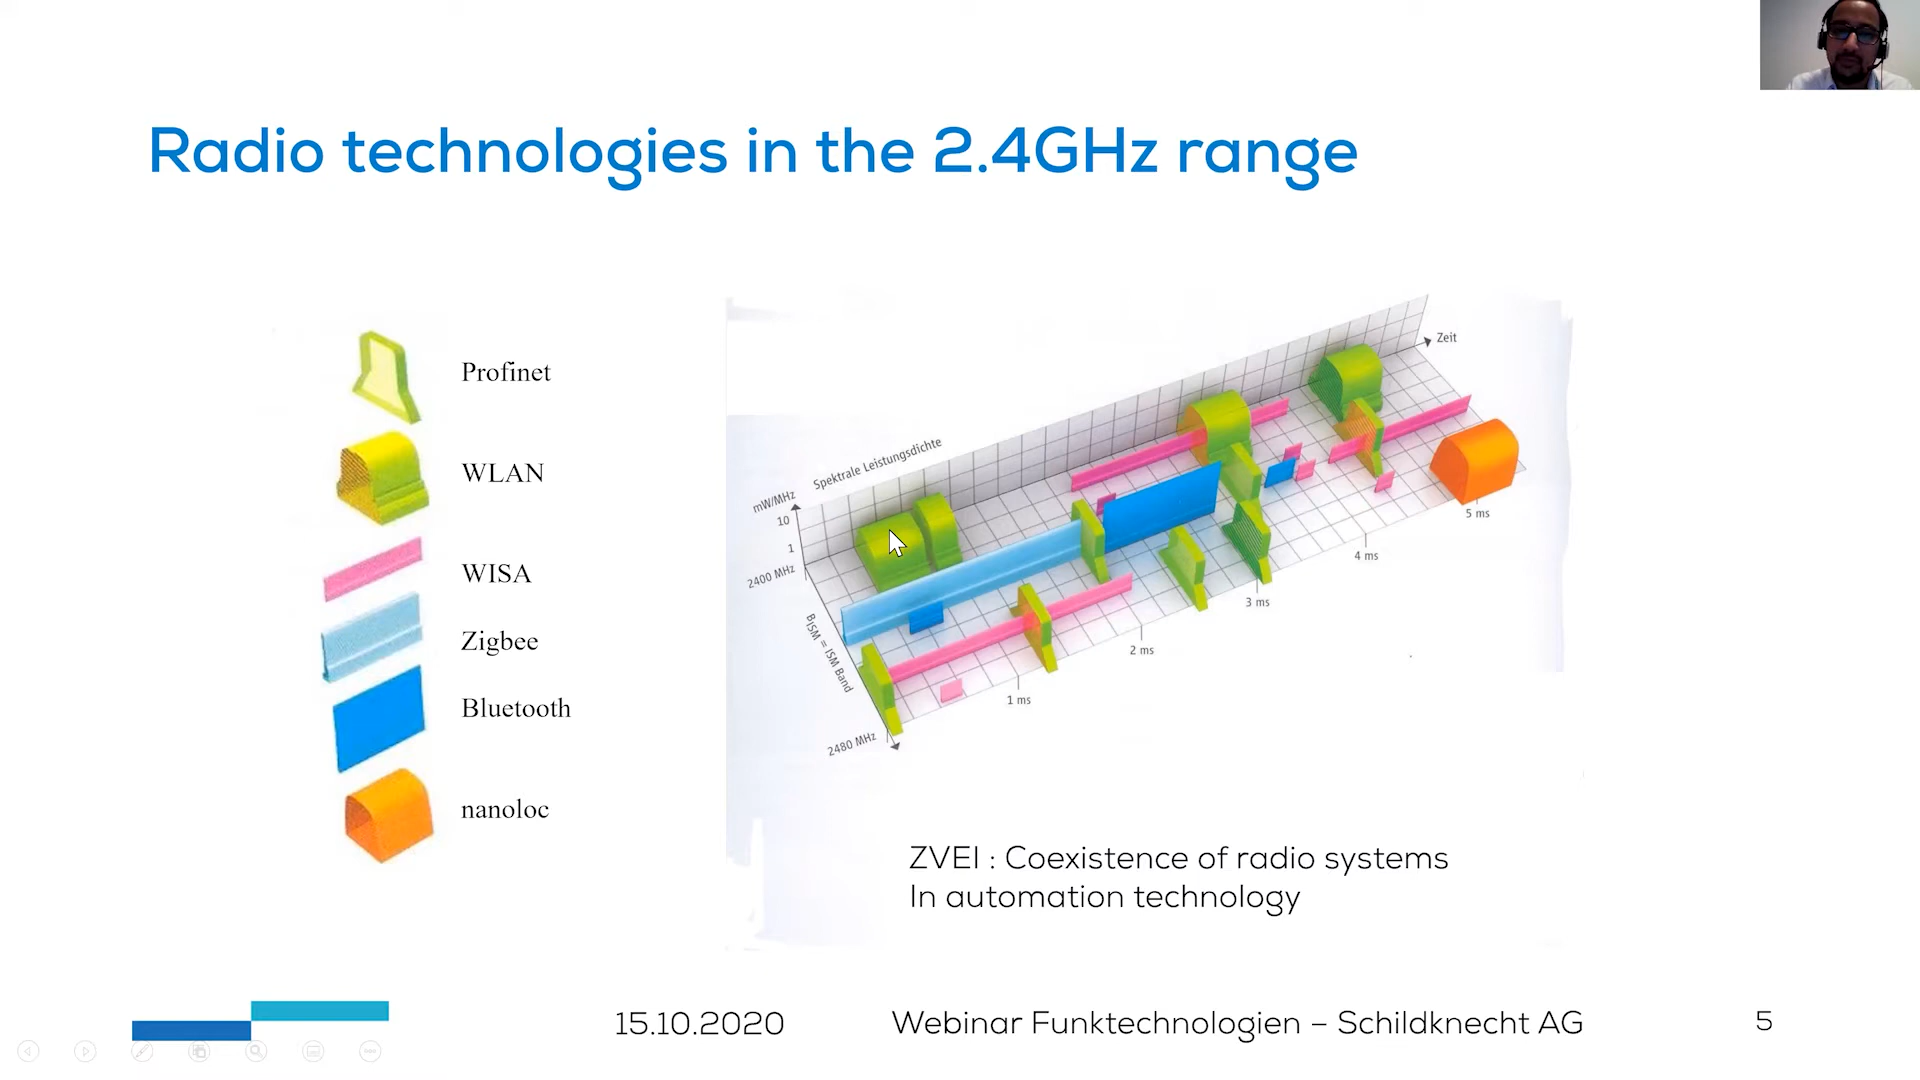 Radio technologies in the 2.4GHz range
Profinet
WLAN
WISA
Zigbee
Bluetooth
nanoloc
Zeit
Spektrale Leistungsdichte
mW/MHz
10
1
2400 MHz
BISM = ISM Band
2480 MHz
1 ms
2 ms
3 ms
4 ms
5 ms
ZVEI : Coexistence of radio systems
In automation technology
15.10.2020
Webinar Funktechnologien – Schildknecht AG
5